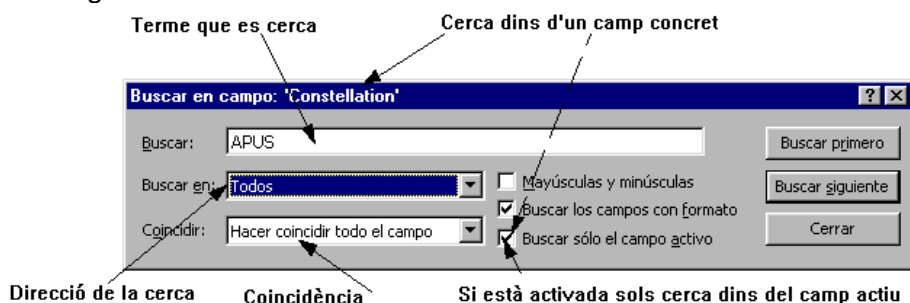 Terme que es cerca
Cerca dins d'un camp concret
Buscar en campo: 'Constellation'
Buscar: APUS
Buscar primero
Buscar en: Todos
Mayúsculas y minúsculas
Buscar siguiente
Buscar los campos con formato
Coincidir: Hacer coincidir todo el campo
Buscar sólo el campo activo
Cerrar
Direcció de la cerca
Coincidència
Si està activada sols cerca dins del camp actiu